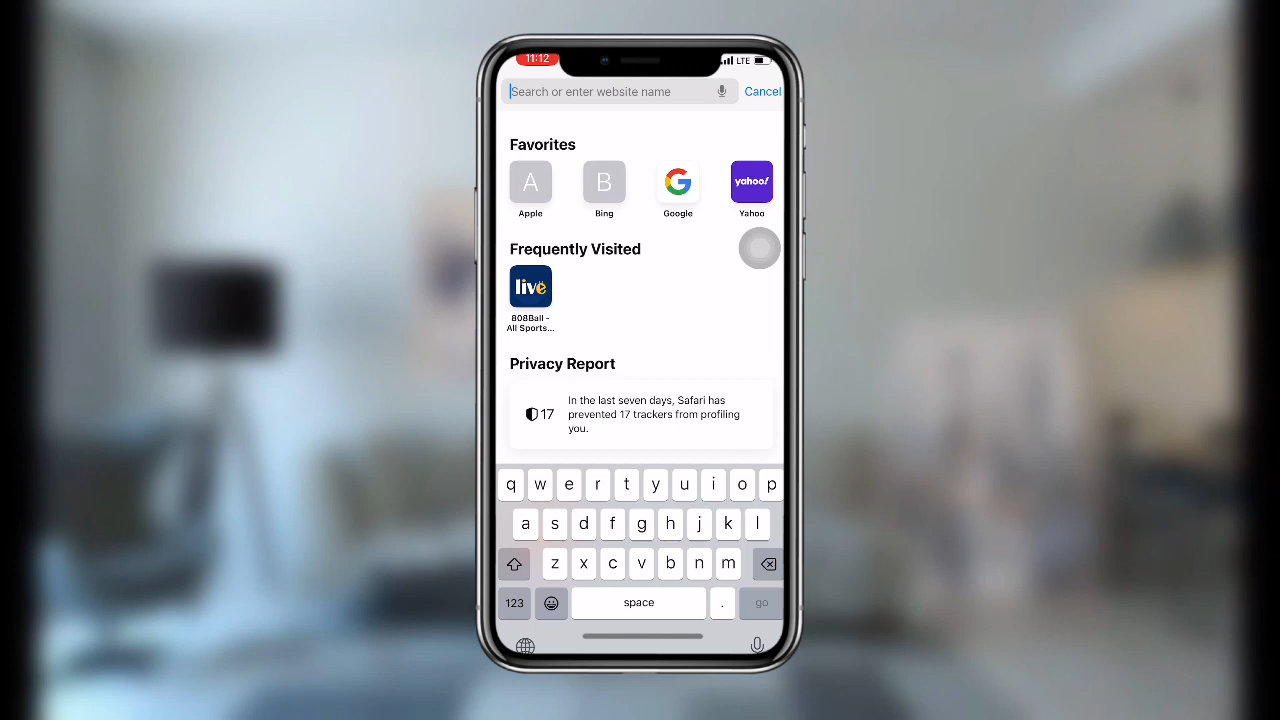 11:12
LTE
Search or enter website name
Cancel
Favorites
A
B
G
yahoo!
Apple
Bing
Google
Yahoo
Frequently Visited
live
808Ball -
All Sports...
Privacy Report
17
In the last seven days, Safari has
prevented 17 trackers from profiling
you.
q w e r t y u i o p
a s d f g h j k l
z x c v b n m
123
space
.
go